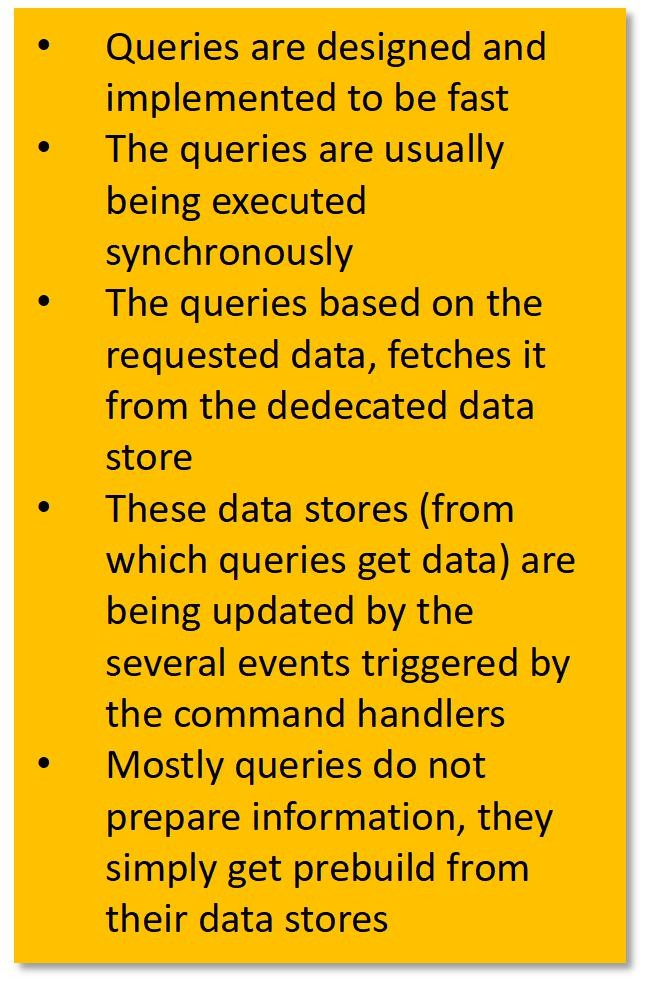 • Queries are designed and
implemented to be fast
• The queries are usually
being executed
synchronously
• The queries based on the
requested data, fetches it
from the dedecated data
store
• These data stores (from
which queries get data) are
being updated by the
several events triggered by
the command handlers
• Mostly queries do not
prepare information, they
simply get prebuild from
their data stores